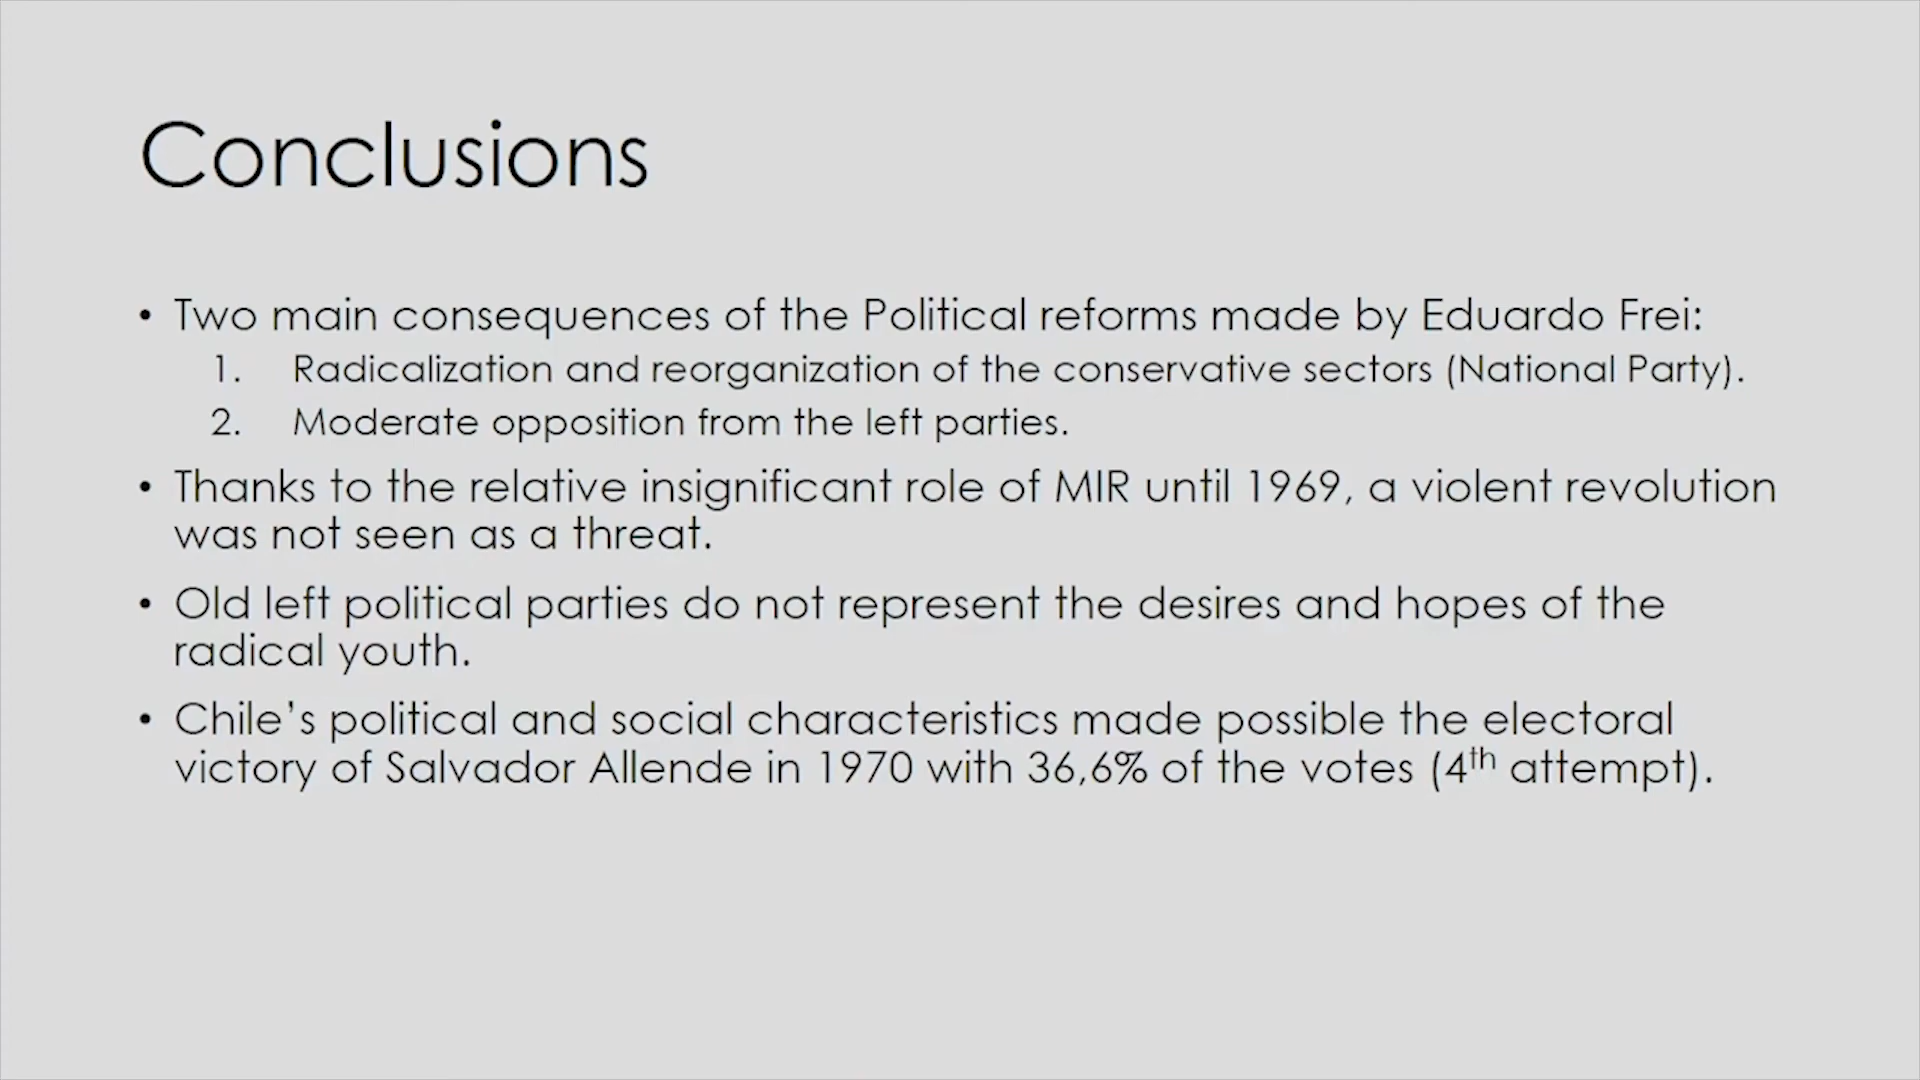 Conclusions
• Two main consequences of the Political reforms made by Eduardo Frei:
1. Radicalization and reorganization of the conservative sectors (National Party).
2. Moderate opposition from the left parties.
• Thanks to the relative insignificant role of MIR until 1969, a violent revolution
was not seen as a threat.
• Old left political parties do not represent the desires and hopes of the
radical youth.
• Chile’s political and social characteristics made possible the electoral
victory of Salvador Allende in 1970 with 36,6% of the votes (4th attempt).